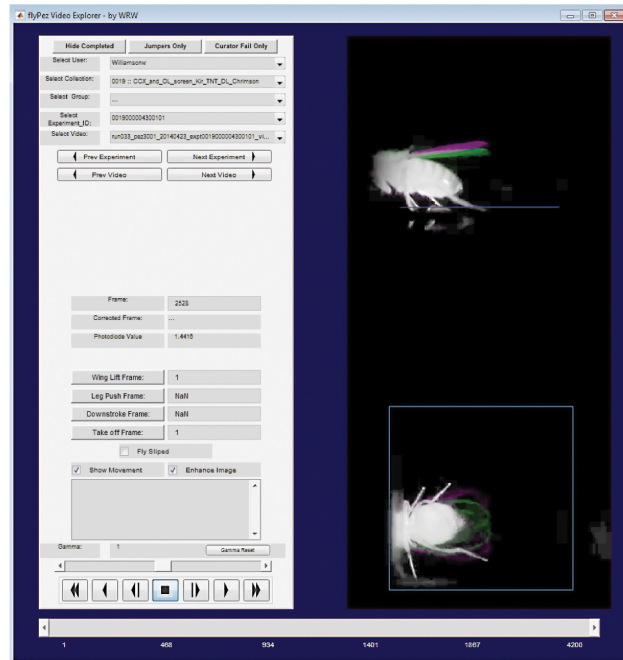 flyPez Video Explorer - by WRW
Hide Completed Jumpers Only Curator Fail Only
Select User: Williamsonw
Select Collection: 0019 :: CCX_and_OL_screen_Kir_TNT_DL_Chrimson
Select Group: ...
Select Experiment_ID: 0019000004300101
Select Video: run033_pez3001_20140423_expt0019000004300101_vi...
Prev Experiment Next Experiment
Prev Video Next Video
Frame: 2528
Corrected Frame: ...
Photodiode Value 1.4416
Wing Lift Frame: 1
Leg Push Frame: NaN
Downstroke Frame: NaN
Take off Frame: 1
Fly Sliped
Show Movement Enhance Image
Gamma: 1 Gamma Reset
1 468 934 1401 1867 4200